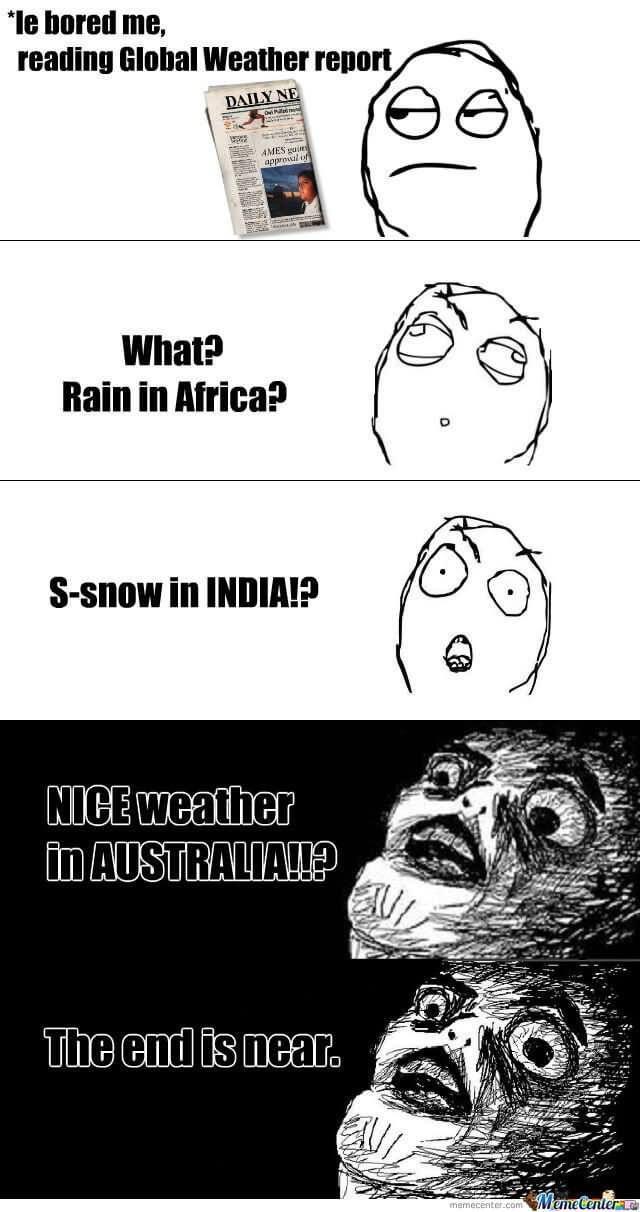 *le bored me,
reading Global Weather report
DAILY NE
AMES gains
approval of
What?
Rain in Africa?
S-snow in INDIA!?
NICE weather
in AUSTRALIA!!?
The end is near.
memecenter.com MemeCenter